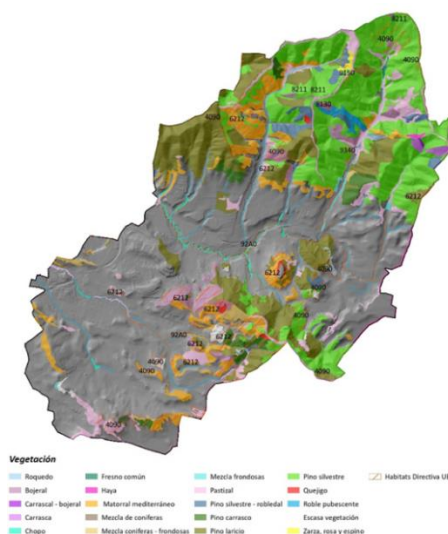 8211
4090
4090
9150
8211 8211
4090
6212
9340
4090
6212
6212
92A0
6212
4090
6212
6212
6212
92A0
6212
4090
4090
6212
4090
4090
4090
Vegetación
Roquedo
Fresno común
Mezcla frondosas
Pino silvestre
Habitats Directiva UE
Bojeral
Haya
Pastizal
Quejigo
Carrascal - bojeral
Matorral mediterráneo
Pino silvestre - robledal
Roble pubescente
Carrasca
Mezcla de coníferas
Pino carrasco
Escasa vegetación
Chopo
Mezcla coníferas - frondosas
Pino laricio
Zarza, rosa y espino